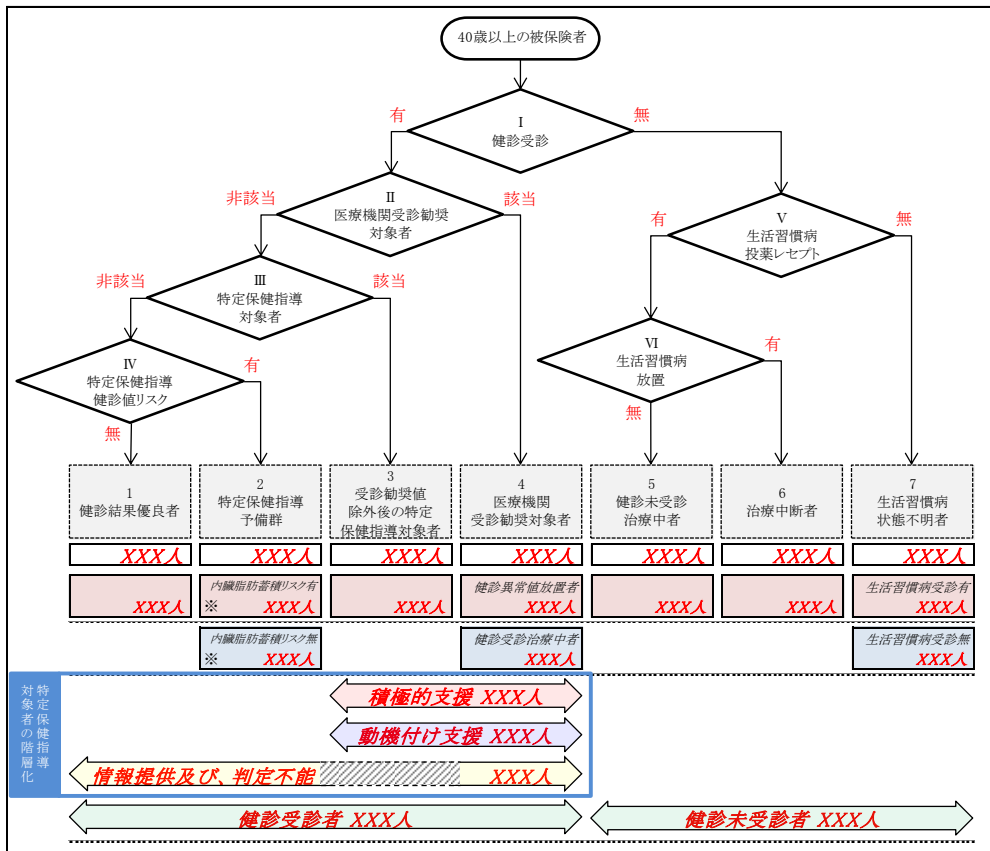 40歳以上の被保険者
Ⅰ
健診受診
有
無
Ⅱ
医療機関受診勧奨
対象者
非該当
該当
Ⅴ
生活習慣病
投薬レセプト
有
無
Ⅲ
特定保健指導
対象者
非該当
該当
Ⅳ
特定保健指導
健診値リスク
有
無
Ⅵ
生活習慣病
放置
有
無
1
健診結果優良者
2
特定保健指導
予備群
3
受診勧奨値
除外後の特定
保健指導対象者
4
医療機関
受診勧奨対象者
5
健診未受診
治療中者
6
治療中断者
7
生活習慣病
状態不明者
XXX人
XXX人
XXX人
XXX人
XXX人
XXX人
XXX人
XXX人
内臓脂肪蓄積リスク有
※ XXX人
XXX人
健診異常値放置者
XXX人
XXX人
XXX人
生活習慣病受診有
XXX人
内臓脂肪蓄積リスク無
※ XXX人
健診受診治療中者
XXX人
生活習慣病受診無
XXX人
特定保健指導
対象者の階層化
積極的支援 XXX人
動機付け支援 XXX人
情報提供及び、判定不能 XXX人
健診受診者 XXX人
健診未受診者 XXX人